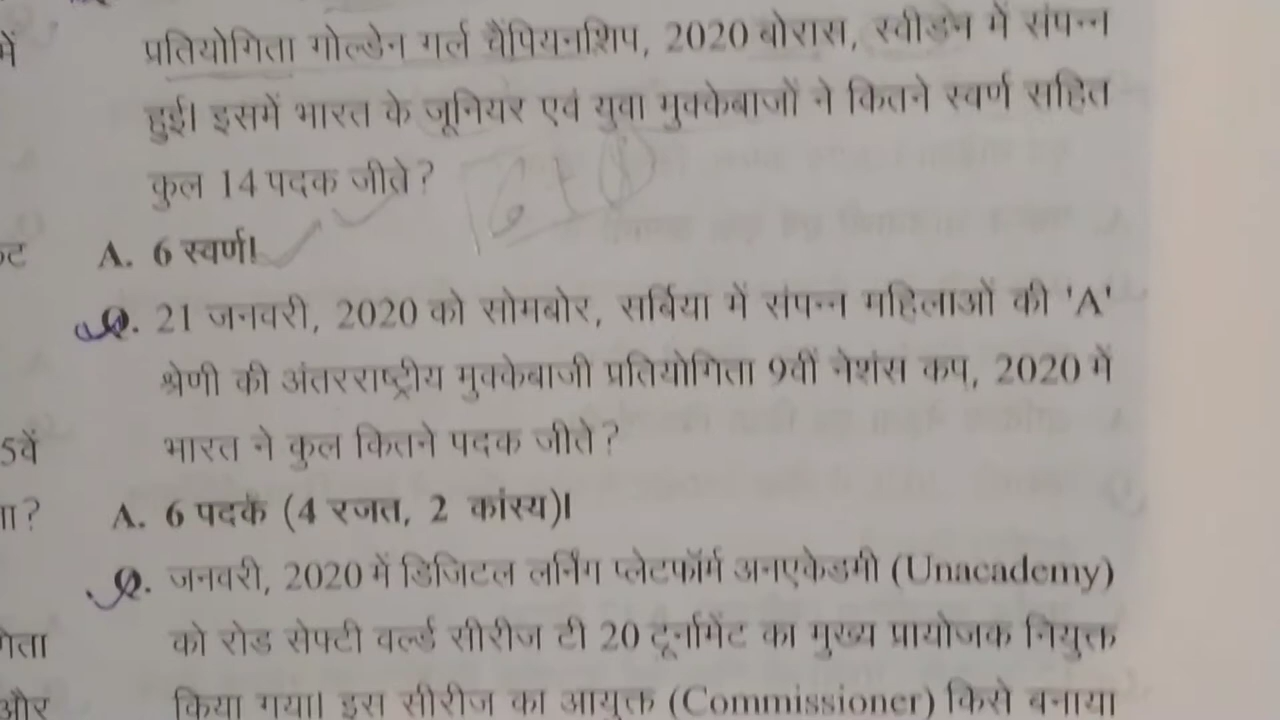 में
प्रतियोगिता गोल्डेन गर्ल चैंपियनशिप, 2020 बोरास, स्वीडन में संपन्न
हुई। इसमें भारत के जूनियर एवं युवा मुक्केबाजों ने कितने स्वर्ण सहित
कुल 14 पदक जीते?
A. 6 स्वर्ण।
Q. 21 जनवरी, 2020 को सोमबोर, सर्बिया में संपन्न महिलाओं की 'A'
श्रेणी की अंतरराष्ट्रीय मुक्केबाजी प्रतियोगिता 9वीं नेशंस कप, 2020 में
5वें भारत ने कुल कितने पदक जीते?
A. 6 पदक (4 रजत, 2 कांस्य)।
Q. जनवरी, 2020 में डिजिटल लर्निंग प्लेटफॉर्म अनएकेडमी (Unacademy)
को रोड सेफ्टी वर्ल्ड सीरीज टी 20 टूर्नामेंट का मुख्य प्रायोजक नियुक्त
और किया गया। इस सीरीज का आयुक्त (Commissioner) किसे बनाया